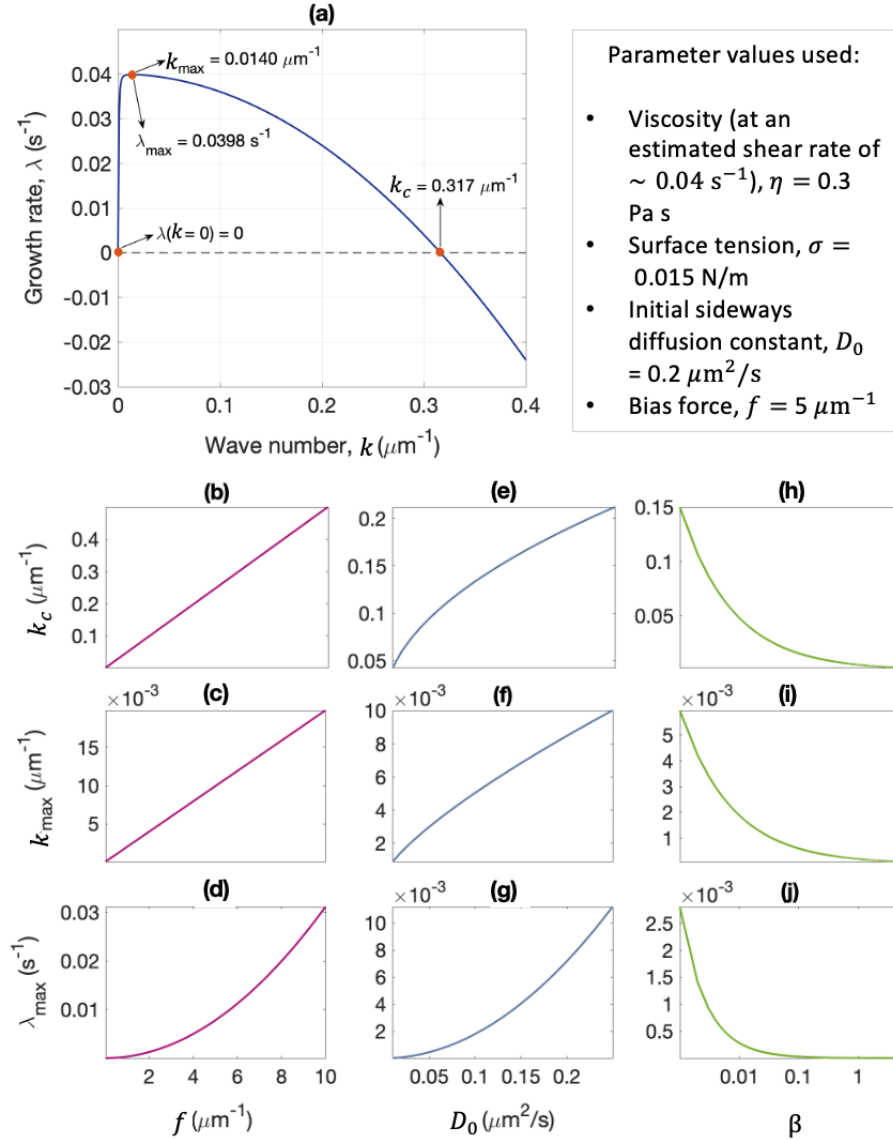 (a)
k_max = 0.0140 μm⁻¹
λ_max = 0.0398 s⁻¹
k_c = 0.317 μm⁻¹
λ(k = 0) = 0
0.04
0.03
0.02
0.01
0
-0.01
-0.02
-0.03
Growth rate, λ (s⁻¹)
0 0.1 0.2 0.3 0.4
Wave number, k (μm⁻¹)
Parameter values used:
• Viscosity (at an
estimated shear rate of
~ 0.04 s⁻¹), η = 0.3
Pa s
• Surface tension, σ =
0.015 N/m
• Initial sideways
diffusion constant, D₀
= 0.2 μm²/s
• Bias force, f = 5 μm⁻¹
(b)
0.4
0.3
0.2
0.1
k_c (μm⁻¹)
(e)
0.2
0.15
0.1
0.05
(h)
0.15
0.1
0.05
(c)
×10⁻³
15
10
5
k_max (μm⁻¹)
(f)
×10⁻³
10
8
6
4
2
(i)
×10⁻³
5
4
3
2
1
(d)
0.03
0.02
0.01
λ_max (s⁻¹)
2 4 6 8 10
f (μm⁻¹)
(g)
×10⁻³
10
8
6
4
2
0.05 0.1 0.15 0.2
D₀ (μm²/s)
(j)
×10⁻³
2.5
2
1.5
1
0.5
0.01 0.1 1
β